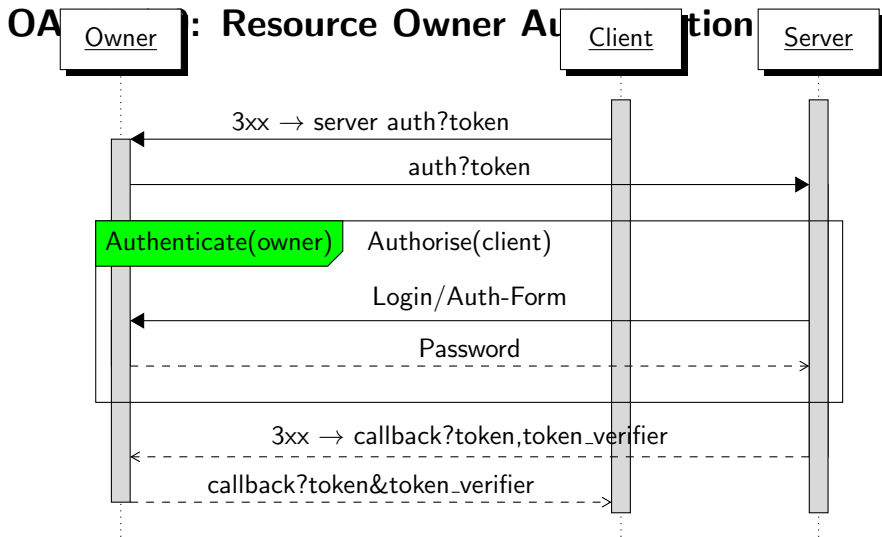 OA : Resource Owner Au tion
Owner
Client
Server
3xx → server auth?token
auth?token
Authenticate(owner) Authorise(client)
Login/Auth-Form
Password
3xx → callback?token,token_verifier
callback?token&token_verifier